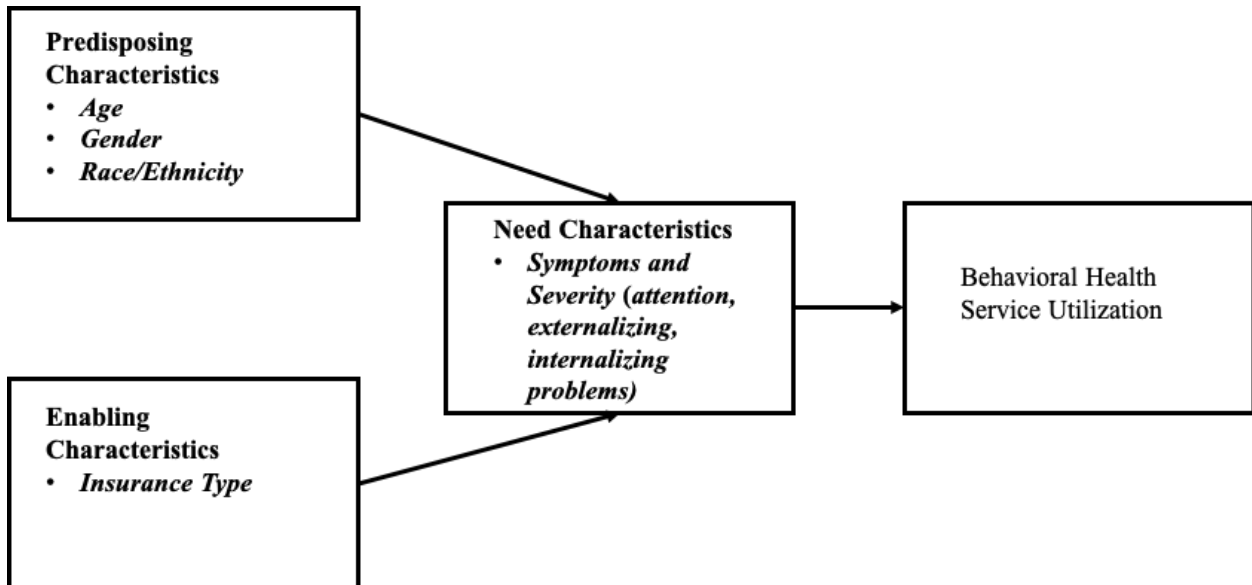 Predisposing
Characteristics
• Age
• Gender
• Race/Ethnicity
Need Characteristics
• Symptoms and
Severity (attention,
externalizing,
internalizing
problems)
Behavioral Health
Service Utilization
Enabling
Characteristics
• Insurance Type